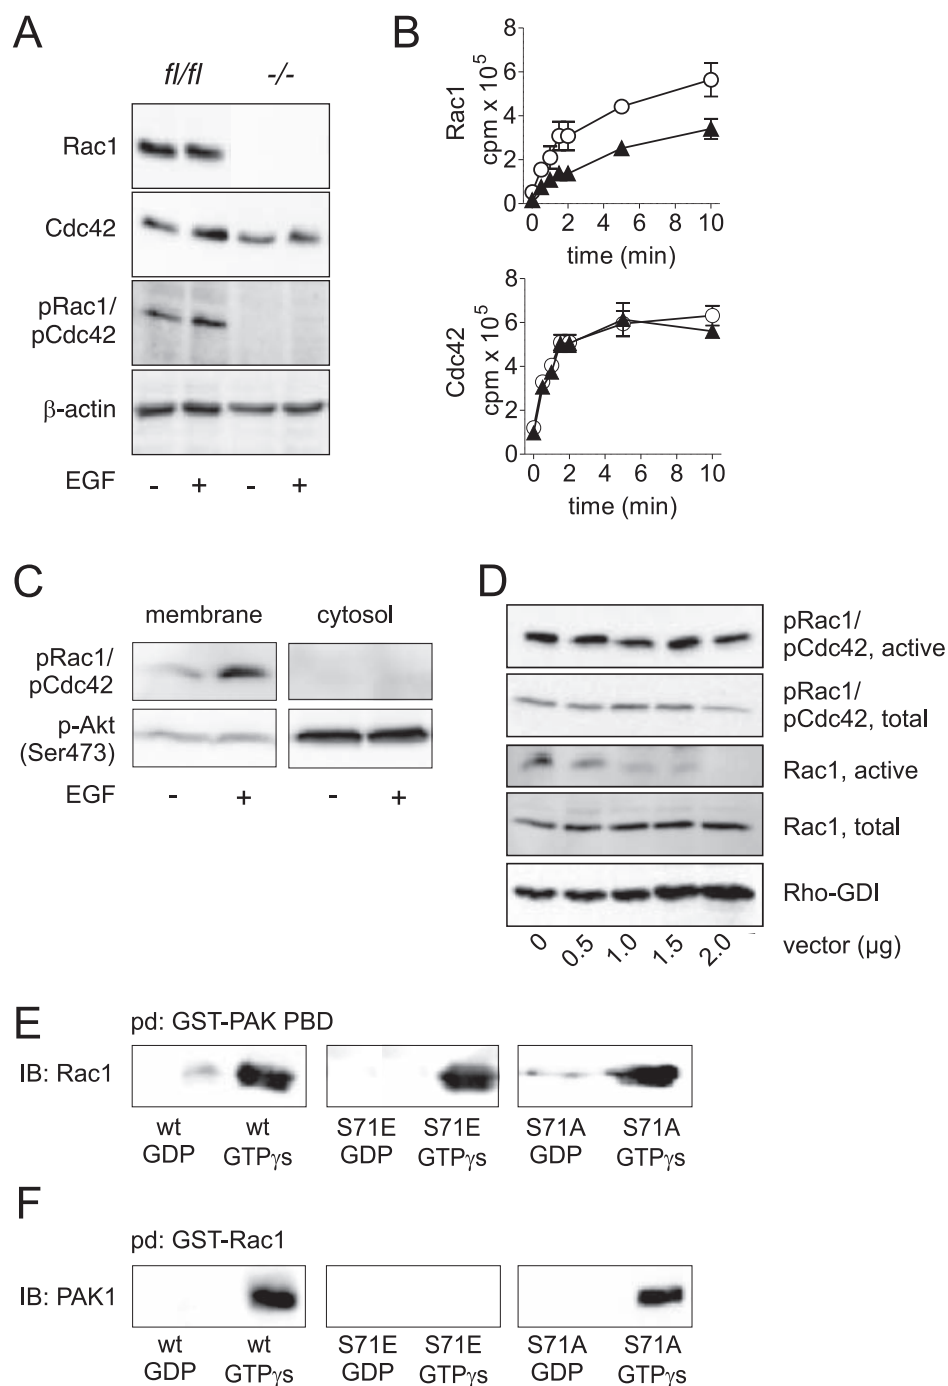 A
fl/fl -/-
Rac1
Cdc42
pRac1/
pCdc42
β-actin
EGF - + - +
B
Rac1
cpm x 10⁵
8
6
4
2
0
0 2 4 6 8 10
time (min)
Cdc42
cpm x 10⁵
8
6
4
2
0
0 2 4 6 8 10
time (min)
C
membrane cytosol
pRac1/
pCdc42
p-Akt
(Ser473)
EGF - + - +
D
pRac1/
pCdc42, active
pRac1/
pCdc42, total
Rac1, active
Rac1, total
Rho-GDI
0 0.5 1.0 1.5 2.0 vector (µg)
E
pd: GST-PAK PBD
IB: Rac1
wt wt S71E S71E S71A S71A
GDP GTPγs GDP GTPγs GDP GTPγs
F
pd: GST-Rac1
IB: PAK1
wt wt S71E S71E S71A S71A
GDP GTPγs GDP GTPγs GDP GTPγs